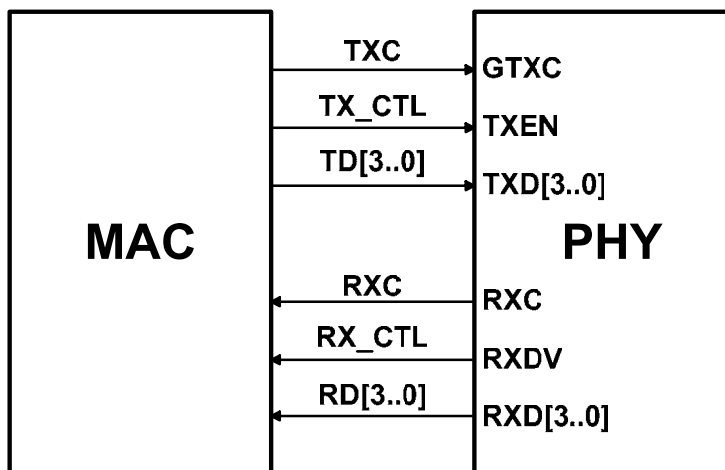 TXC
GTXC
TX_CTL
TXEN
TD[3..0]
TXD[3..0]
MAC
PHY
RXC
RXC
RX_CTL
RXDV
RD[3..0]
RXD[3..0]